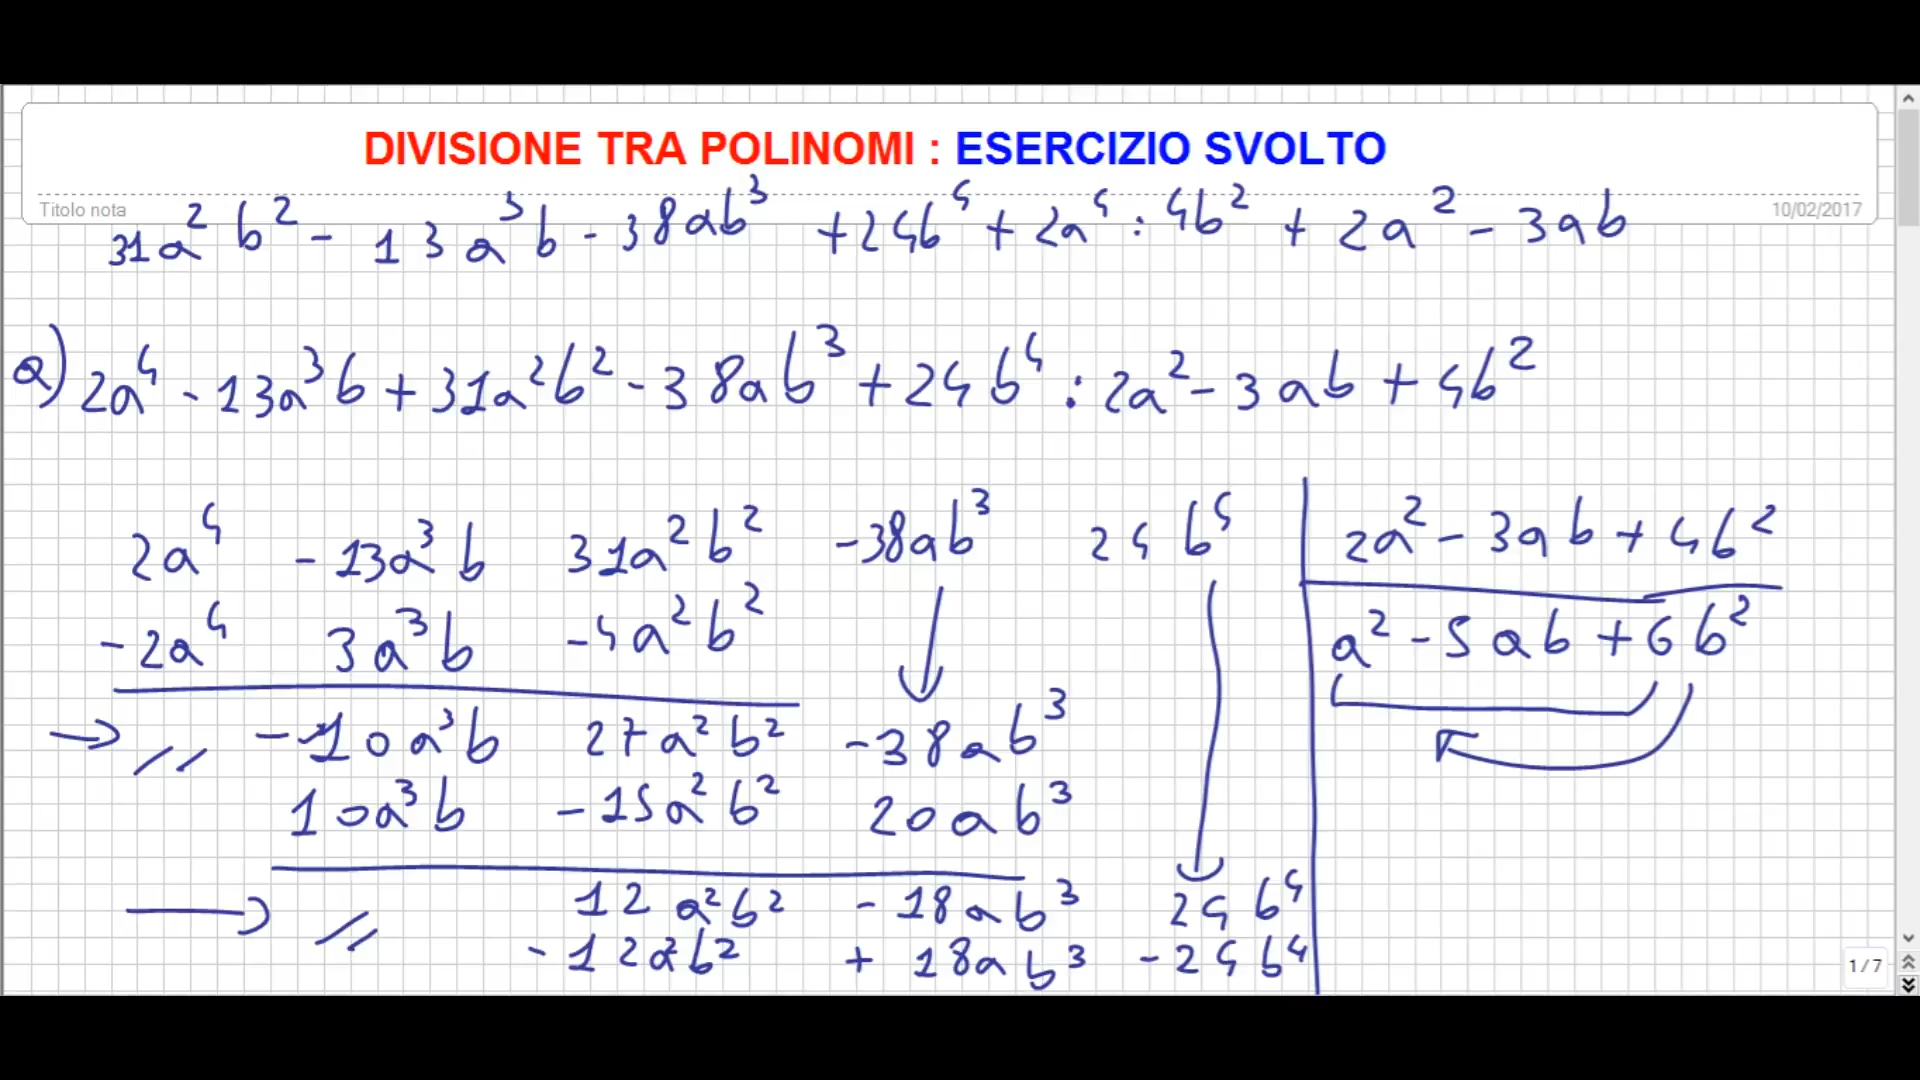 DIVISIONE TRA POLINOMI : ESERCIZIO SVOLTO
Titolo nota 10/02/2017
31a² b² - 13a³b - 38ab³ + 24b⁴ + 2a⁴ : 4b² + 2a² - 3ab
a) 2a⁴ - 13a³b + 31a²b² - 38ab³ + 24b⁴ : 2a² - 3ab + 4b²
2a⁴ - 13a³b 31a²b² - 38ab³ 24b⁴ 2a² - 3ab + 4b²
- 2a⁴ 3a³b - 4a²b² a² - 5ab + 6b²
→ // - 10a³b 27a²b² - 38ab³
10a³b - 15a²b² 20ab³
→ // 12a²b² - 18ab³ 24b⁴
- 12a²b² + 18ab³ - 24b⁴
1 / 7